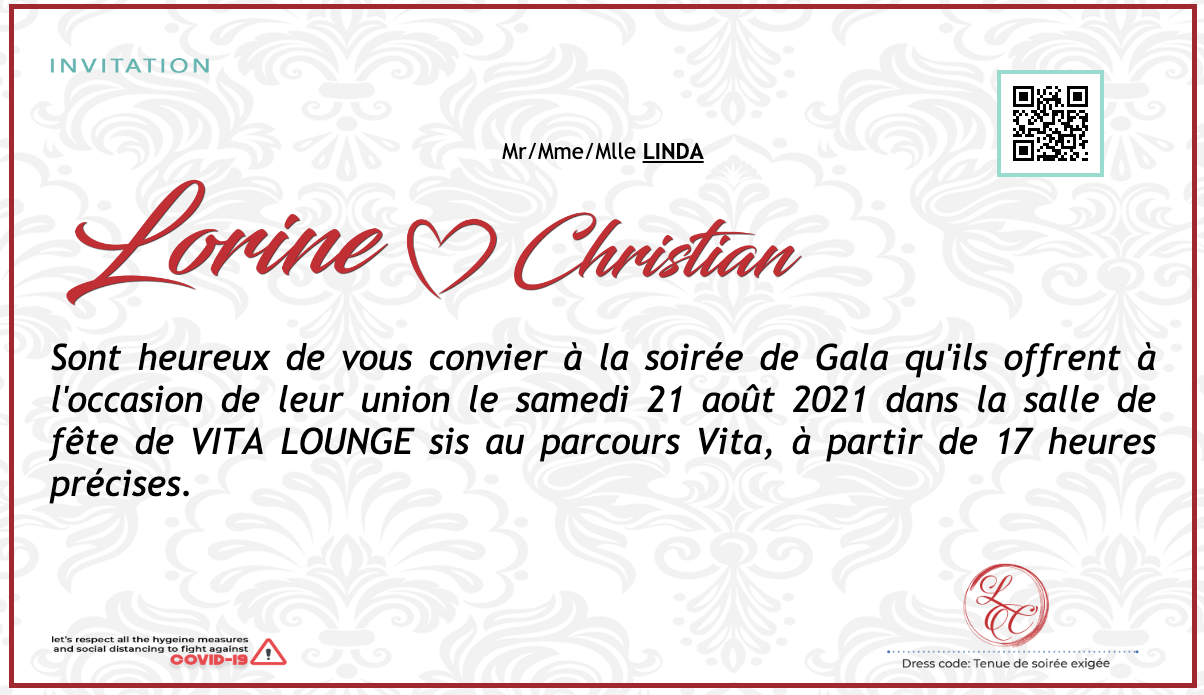 INVITATION
Mr/Mme/Mlle LINDA
Lorine Christian
Sont heureux de vous convier à la soirée de Gala qu'ils offrent à
l'occasion de leur union le samedi 21 août 2021 dans la salle de
fête de VITA LOUNGE sis au parcours Vita, à partir de 17 heures
précises.
LC
let's respect all the hygeine measures
and social distancing to fight against
COVID-19
Dress code: Tenue de soirée exigée